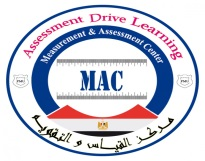 Assessment Drive Learning
Measurement & Assessment Center
MAC
مركز القياس و التقويم